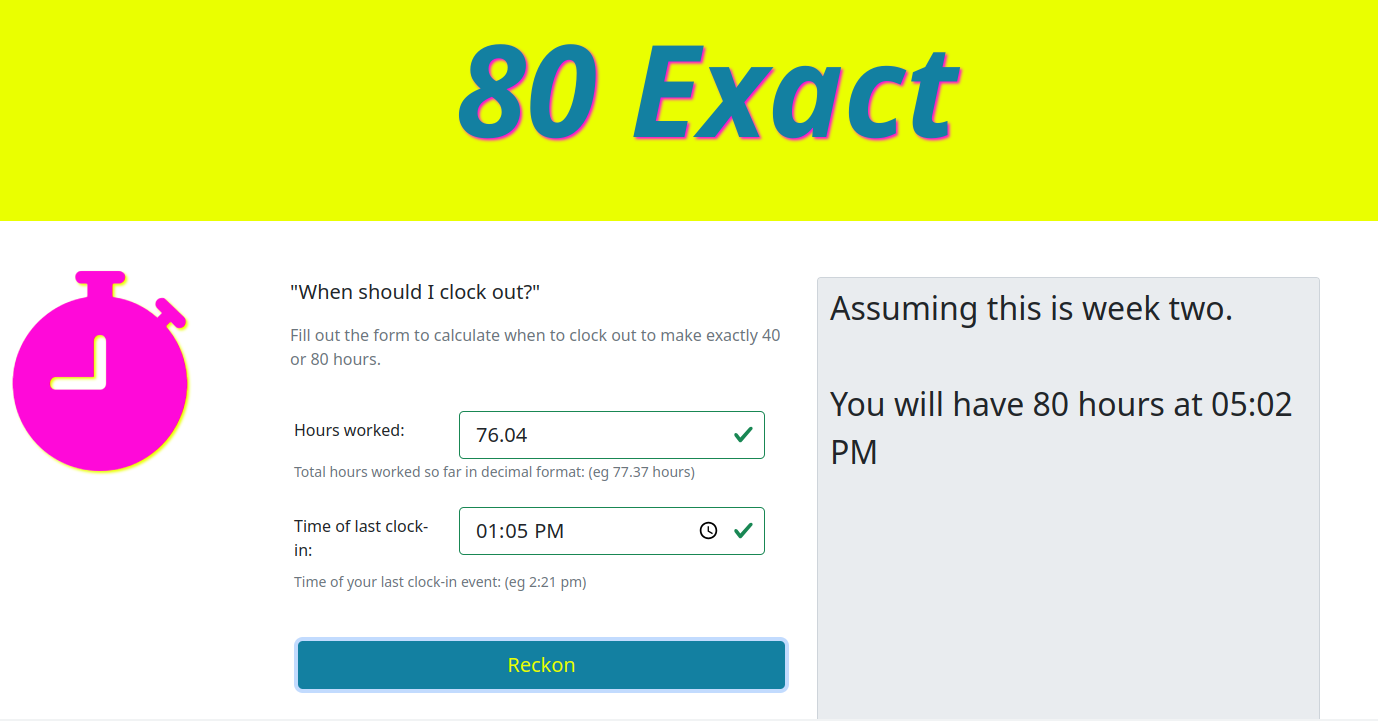 80 Exact
"When should I clock out?"
Fill out the form to calculate when to clock out to make exactly 40
or 80 hours.
Hours worked:
76.04
Total hours worked so far in decimal format: (eg 77.37 hours)
Time of last clock-
in:
01:05 PM
Time of your last clock-in event: (eg 2:21 pm)
Reckon
Assuming this is week two.
You will have 80 hours at 05:02
PM